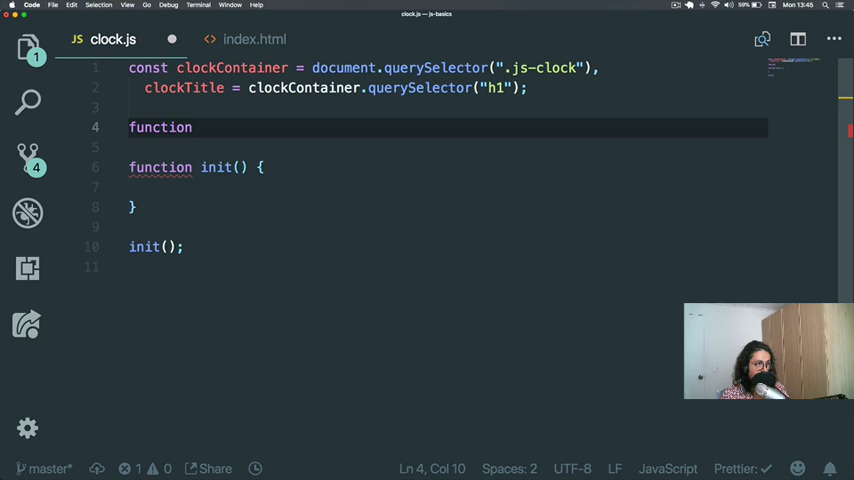 Code File Edit Selection View Go Debug Terminal Window Help 59% Mon 13:45
clock.js — js-basics
JS clock.js
<> index.html
1 const clockContainer = document.querySelector(".js-clock"),
2 clockTitle = clockContainer.querySelector("h1");
3
4 function
5
6 function init() {
7
8 }
9
10 init();
11
1
4
master* 1 0 Share Ln 4, Col 10 Spaces: 2 UTF-8 LF JavaScript Prettier: ✓